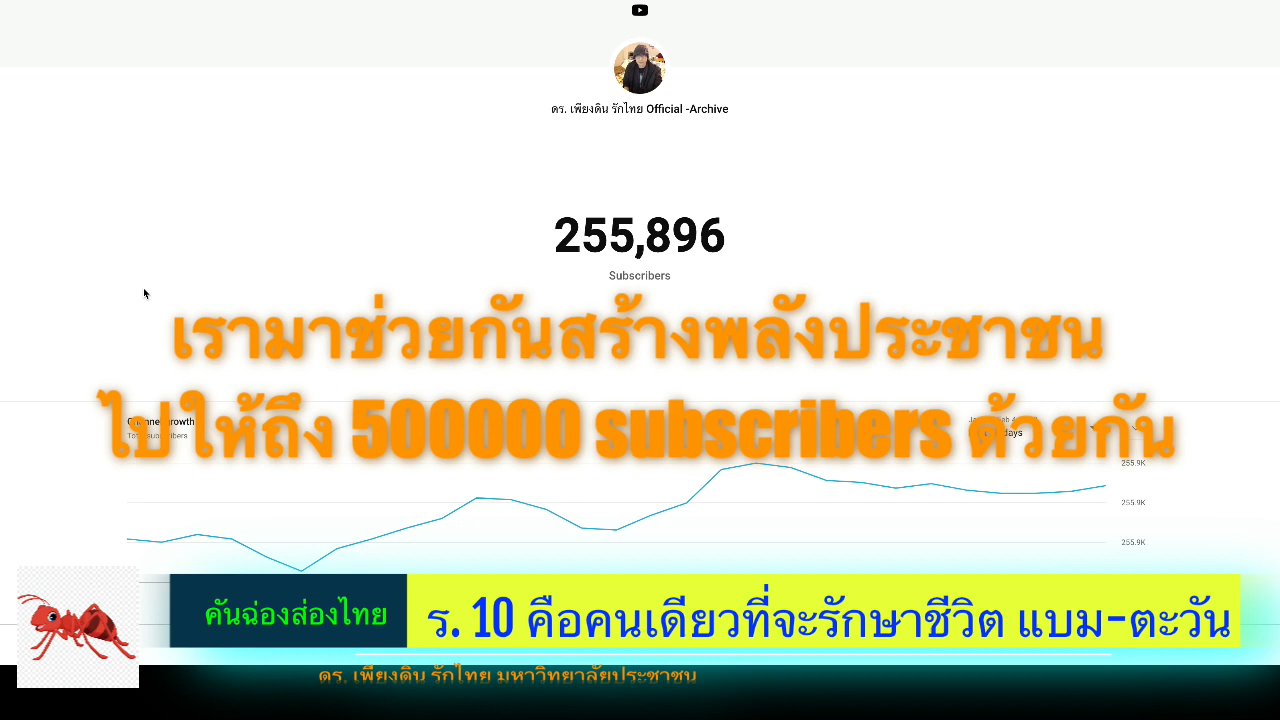 ดร. เพียงดิน รักไทย Official -Archive
255,896
Subscribers
เรามาช่วยกันสร้างพลังประชาชน
ไปให้ถึง 500000 subscribers ด้วยกัน
255.9K
255.9K
255.9K
คันฉ่องส่องไทย
ร. 10 คือคนเดียวที่จะรักษาชีวิต แบม-ตะวัน
ดร. เพียงดิน รักไทย มหาวิทยาลัยประชาชน